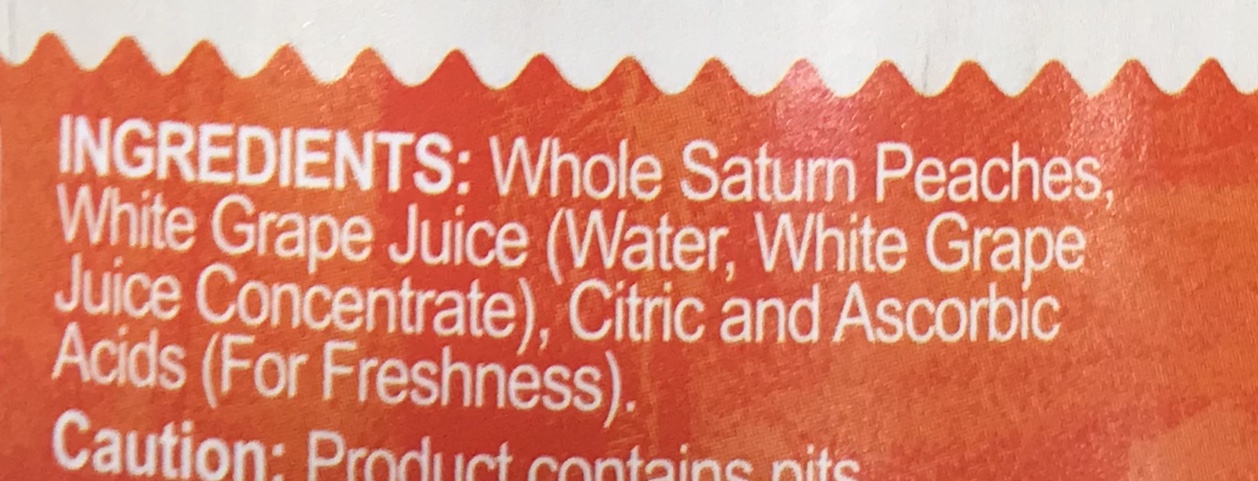 INGREDIENTS: Whole Saturn Peaches,
White Grape Juice (Water, White Grape
Juice Concentrate), Citric and Ascorbic
Acids (For Freshness).
Caution: Product contains pits